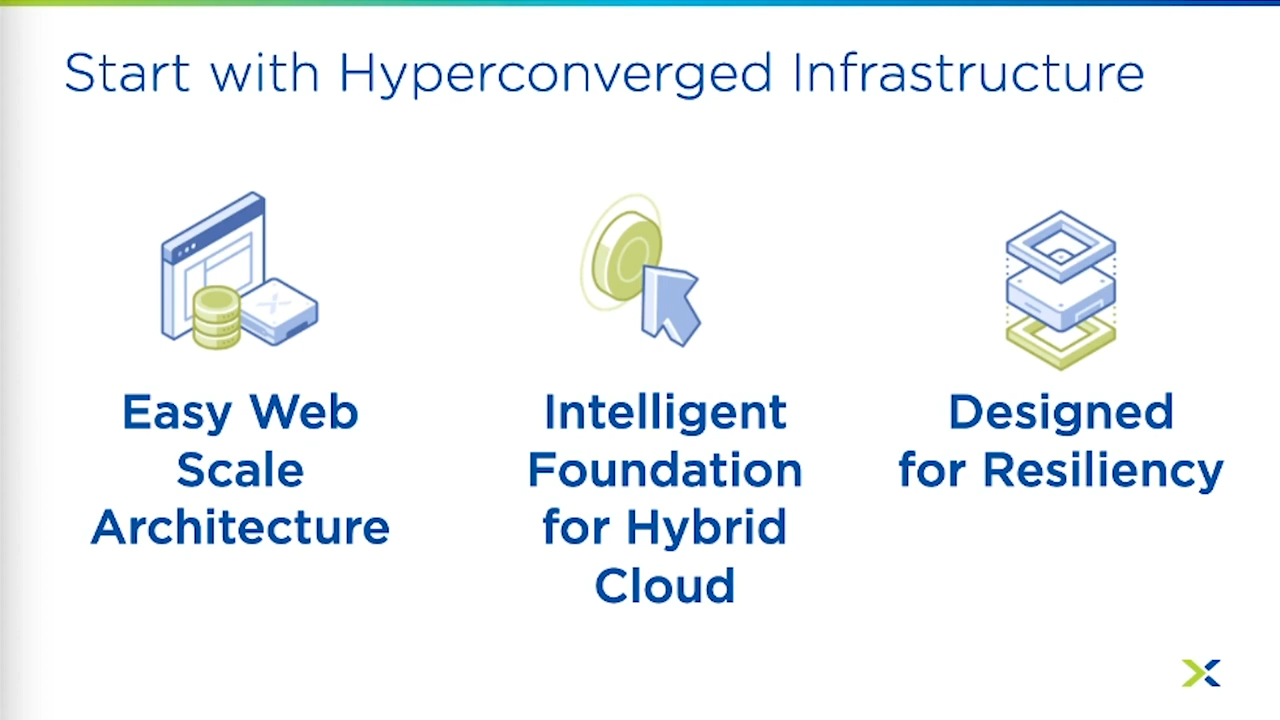 Start with Hyperconverged Infrastructure
Easy Web
Scale
Architecture
Intelligent
Foundation
for Hybrid
Cloud
Designed
for Resiliency